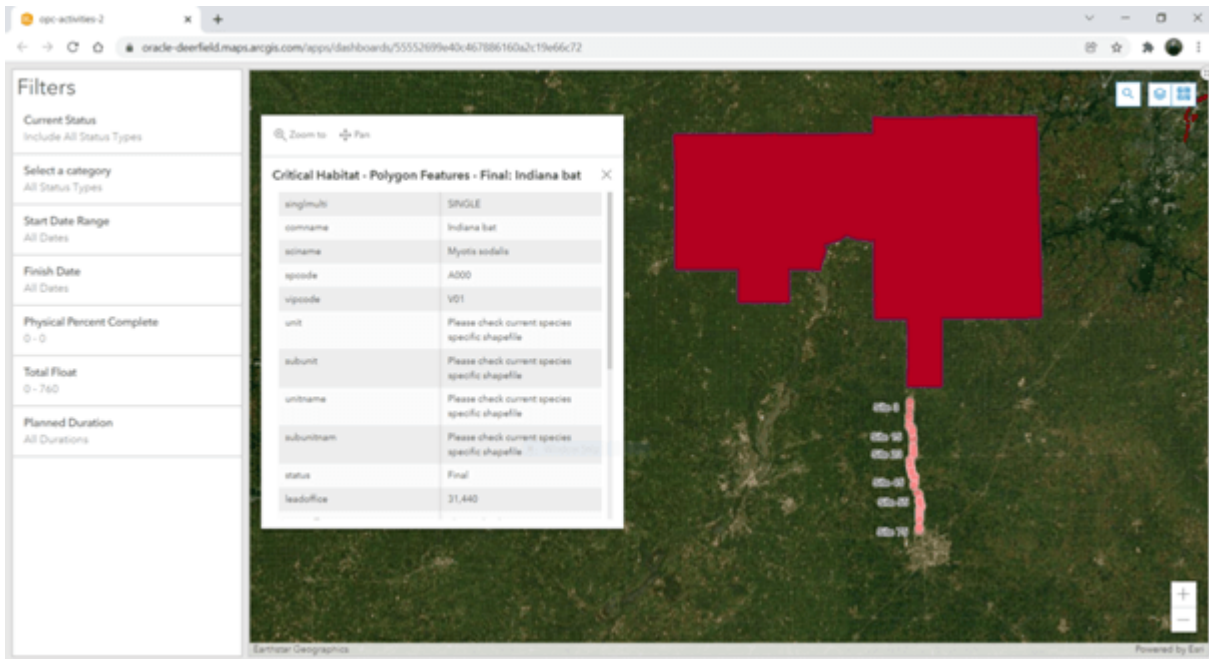 opc-activities-2
oracle-deerfield.maps.arcgis.com/apps/dashboards/55552699e40c467886160a2c19e66c72
Filters
Current Status
Include All Status Types
Select a category
All Status Types
Start Date Range
All Dates
Finish Date
All Dates
Physical Percent Complete
0 - 0
Total Float
0 - 760
Planned Duration
All Durations
Zoom to Pan
Critical Habitat - Polygon Features - Final: Indiana bat
singlmulti SINGLE
comname Indiana bat
sciname Myotis sodalis
spcode A000
vipcode V01
unit Please check current species
specific shapefile
subunit Please check current species
specific shapefile
unitname Please check current species
specific shapefile
subunitnam Please check current species
specific shapefile
status Final
leadoffice 31,440
Site 15
Site 75
Earthstar Geographics
Powered by Esri